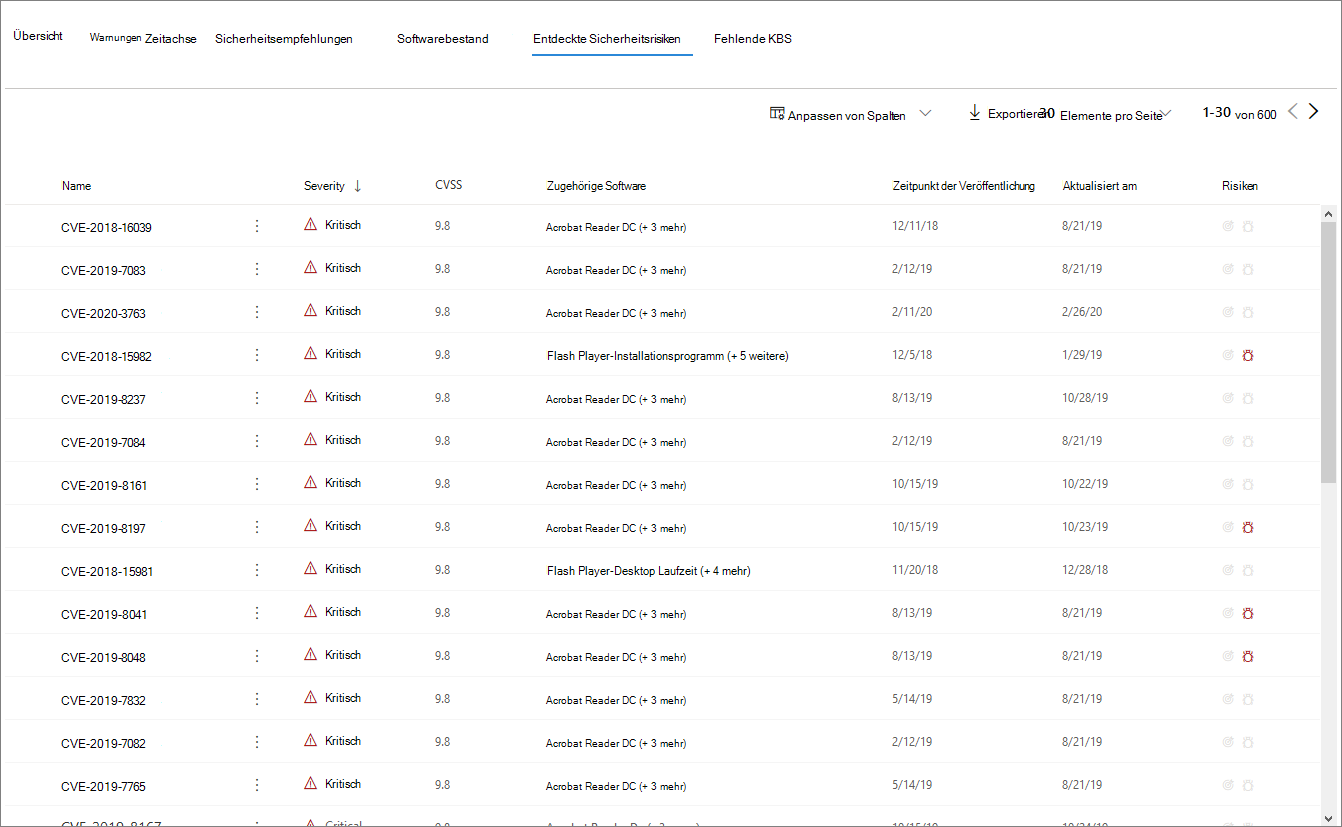 Übersicht Warnungen Zeitachse Sicherheitsempfehlungen Softwarebestand Entdeckte Sicherheitsrisiken Fehlende KBS
Anpassen von Spalten Exportieren 30 Elemente pro Seite 1-30 von 600
Name Severity CVSS Zugehörige Software Zeitpunkt der Veröffentlichung Aktualisiert am Risiken
CVE-2018-16039 Kritisch 9.8 Acrobat Reader DC (+ 3 mehr) 12/11/18 8/21/19
CVE-2019-7083 Kritisch 9.8 Acrobat Reader DC (+ 3 mehr) 2/12/19 8/21/19
CVE-2020-3763 Kritisch 9.8 Acrobat Reader DC (+ 3 mehr) 2/11/20 2/26/20
CVE-2018-15982 Kritisch 9.8 Flash Player-Installationsprogramm (+ 5 weitere) 12/5/18 1/29/19
CVE-2019-8237 Kritisch 9.8 Acrobat Reader DC (+ 3 mehr) 8/13/19 10/28/19
CVE-2019-7084 Kritisch 9.8 Acrobat Reader DC (+ 3 mehr) 2/12/19 8/21/19
CVE-2019-8161 Kritisch 9.8 Acrobat Reader DC (+ 3 mehr) 10/15/19 10/22/19
CVE-2019-8197 Kritisch 9.8 Acrobat Reader DC (+ 3 mehr) 10/15/19 10/23/19
CVE-2018-15981 Kritisch 9.8 Flash Player-Desktop Laufzeit (+ 4 mehr) 11/20/18 12/28/18
CVE-2019-8041 Kritisch 9.8 Acrobat Reader DC (+ 3 mehr) 8/13/19 8/21/19
CVE-2019-8048 Kritisch 9.8 Acrobat Reader DC (+ 3 mehr) 8/13/19 8/21/19
CVE-2019-7832 Kritisch 9.8 Acrobat Reader DC (+ 3 mehr) 5/14/19 8/21/19
CVE-2019-7082 Kritisch 9.8 Acrobat Reader DC (+ 3 mehr) 2/12/19 8/21/19
CVE-2019-7765 Kritisch 9.8 Acrobat Reader DC (+ 3 mehr) 5/14/19 8/21/19
CVE-2019-8167 Critical 9.8